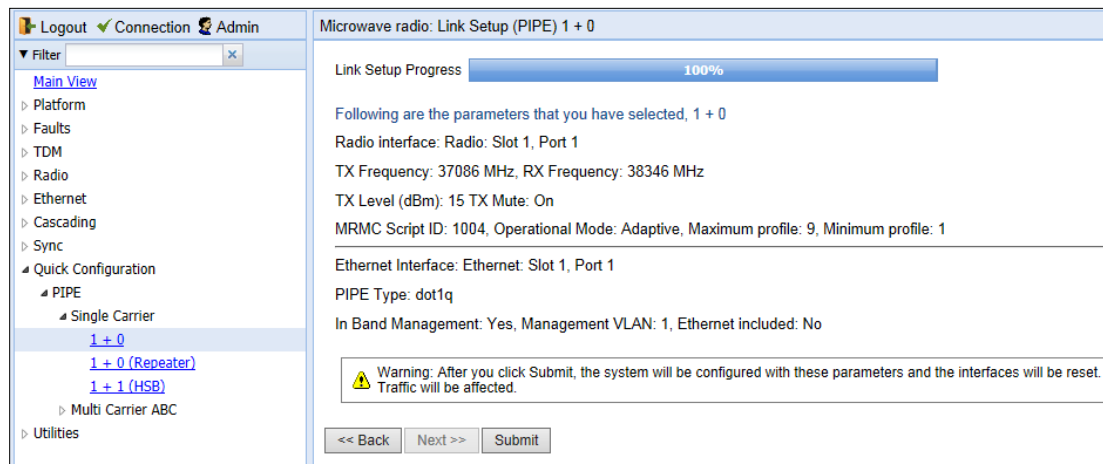 Logout Connection Admin
Filter
Main View
Platform
Faults
TDM
Radio
Ethernet
Cascading
Sync
Quick Configuration
PIPE
Single Carrier
1 + 0
1 + 0 (Repeater)
1 + 1 (HSB)
Multi Carrier ABC
Utilities
Microwave radio: Link Setup (PIPE) 1 + 0
Link Setup Progress 100%
Following are the parameters that you have selected, 1 + 0
Radio interface: Radio: Slot 1, Port 1
TX Frequency: 37086 MHz, RX Frequency: 38346 MHz
TX Level (dBm): 15 TX Mute: On
MRMC Script ID: 1004, Operational Mode: Adaptive, Maximum profile: 9, Minimum profile: 1
Ethernet Interface: Ethernet: Slot 1, Port 1
PIPE Type: dot1q
In Band Management: Yes, Management VLAN: 1, Ethernet included: No
Warning: After you click Submit, the system will be configured with these parameters and the interfaces will be reset.
Traffic will be affected.
<< Back Next >> Submit